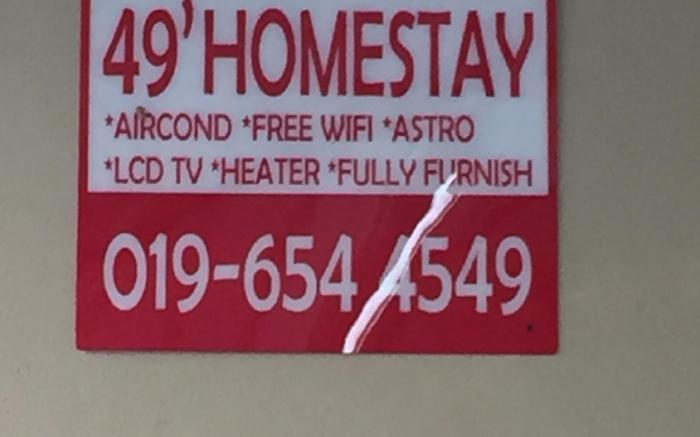 49' HOMESTAY
*AIRCOND *FREE WIFI *ASTRO
*LCD TV *HEATER *FULLY FURNISH
019-654 4549